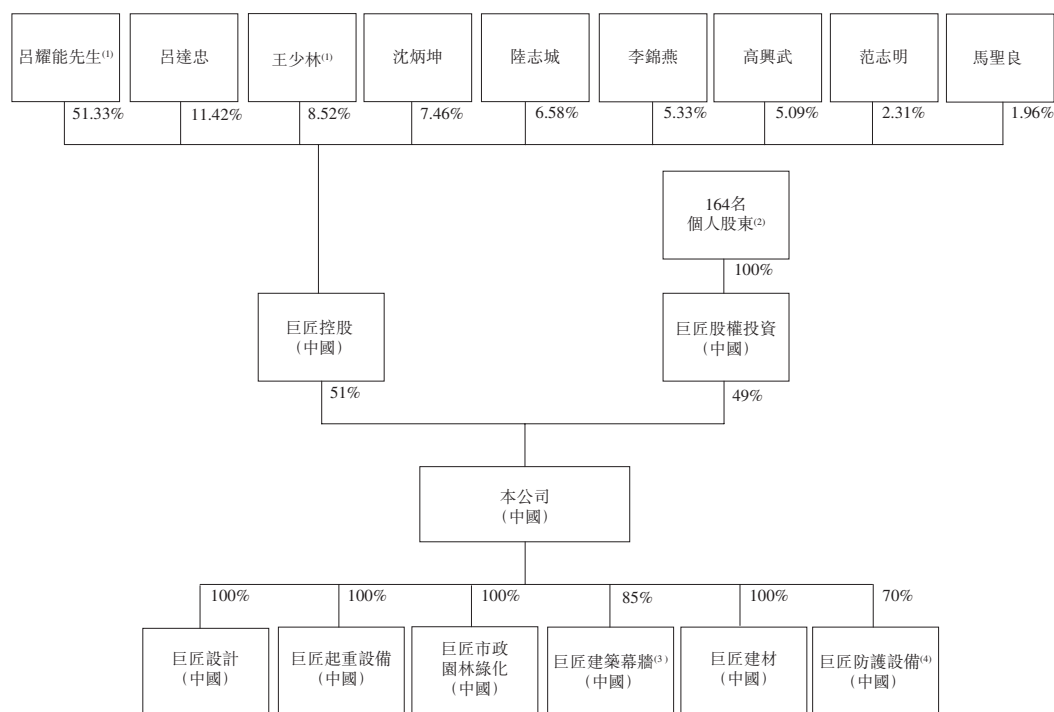 呂耀能先生(1)
呂達忠
王少林(1)
沈炳坤
陸志城
李錦燕
高興武
范志明
馬聖良
51.33%
11.42%
8.52%
7.46%
6.58%
5.33%
5.09%
2.31%
1.96%
164名
個人股東(2)
100%
巨匠控股
(中國)
巨匠股權投資
(中國)
51%
49%
本公司
(中國)
100%
100%
100%
85%
100%
70%
巨匠設計
(中國)
巨匠起重設備
(中國)
巨匠市政
園林綠化
(中國)
巨匠建築幕牆(3)
(中國)
巨匠建材
(中國)
巨匠防護設備(4)
(中國)